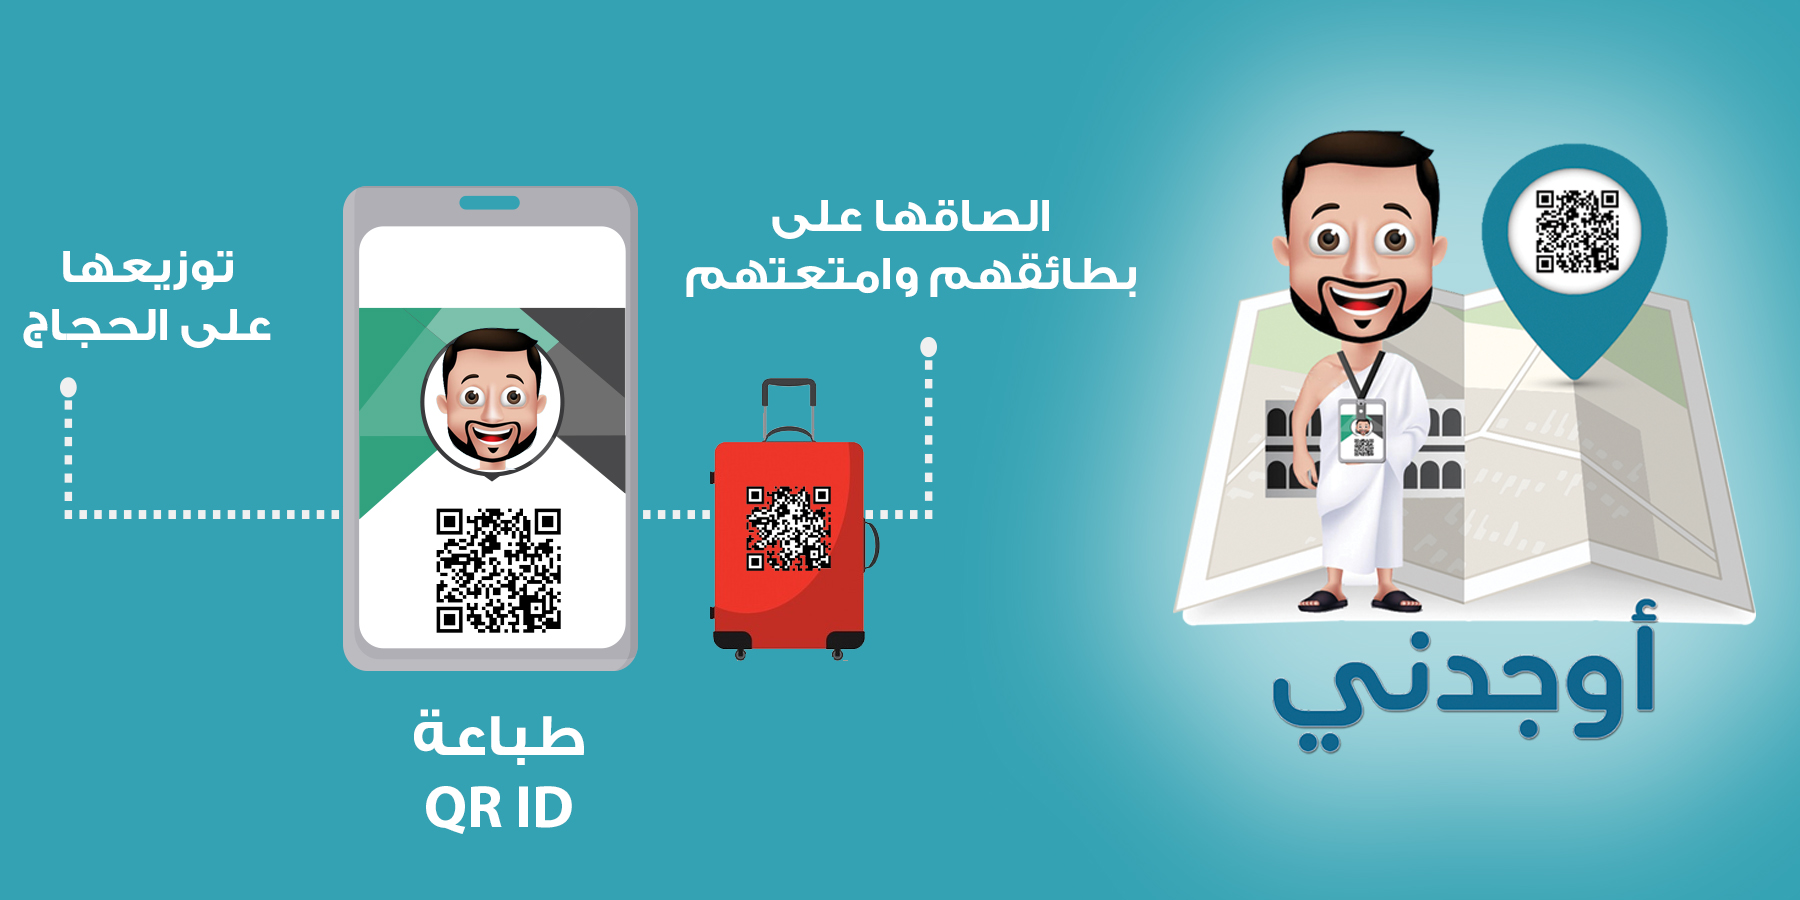 الصاقها على
بطائقهم وامتعتهم
توزيعها
على الحجاج
طباعة
QR ID
أوجدني